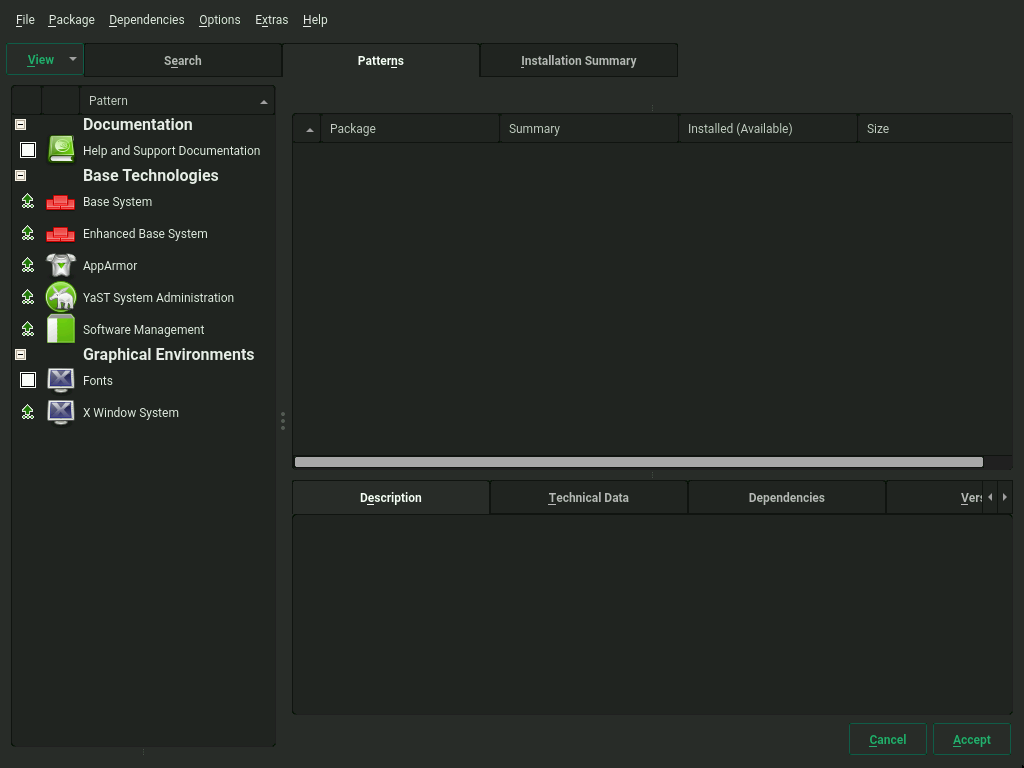 File Package Dependencies Options Extras Help
View Search Patterns Installation Summary
Pattern
Documentation
Help and Support Documentation
Base Technologies
Base System
Enhanced Base System
AppArmor
YaST System Administration
Software Management
Graphical Environments
Fonts
X Window System
Package Summary Installed (Available) Size
Description Technical Data Dependencies Vers
Cancel Accept